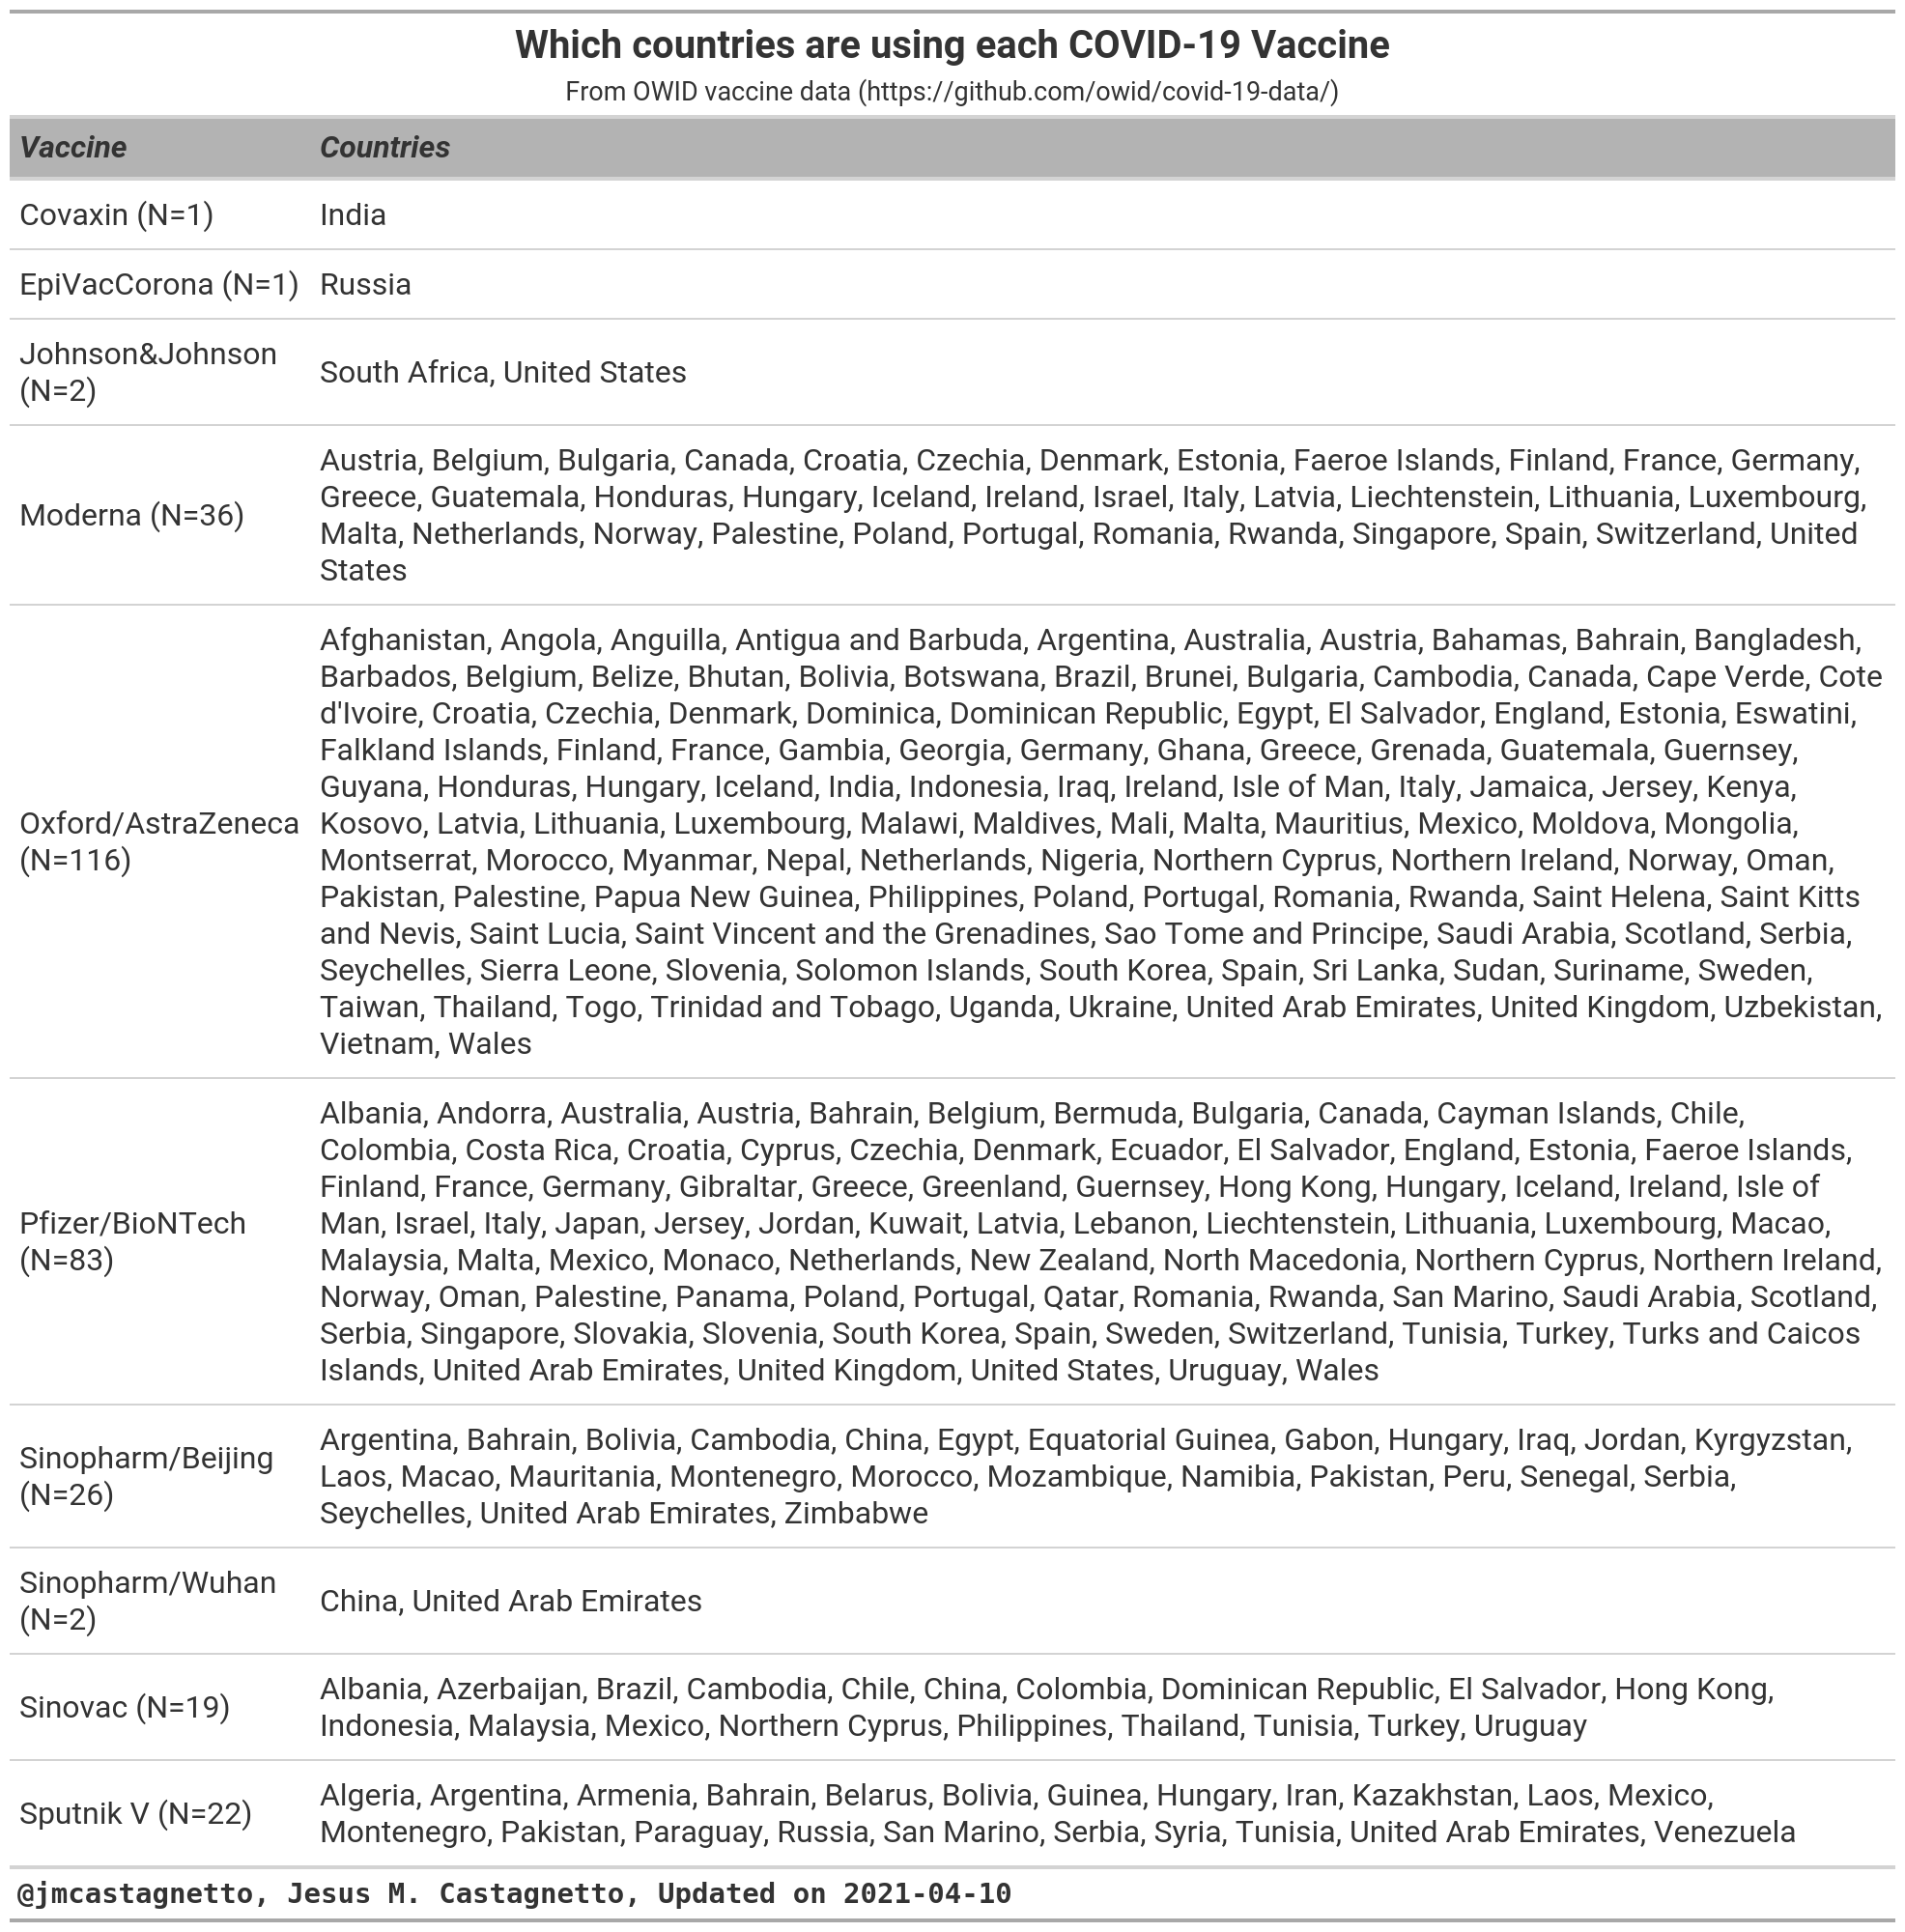 Which countries are using each COVID-19 Vaccine
From OWID vaccine data (https://github.com/owid/covid-19-data/)
Vaccine Countries
Covaxin (N=1) India
EpiVacCorona (N=1) Russia
Johnson&Johnson
(N=2)
South Africa, United States
Moderna (N=36)
Austria, Belgium, Bulgaria, Canada, Croatia, Czechia, Denmark, Estonia, Faeroe Islands, Finland, France, Germany,
Greece, Guatemala, Honduras, Hungary, Iceland, Ireland, Israel, Italy, Latvia, Liechtenstein, Lithuania, Luxembourg,
Malta, Netherlands, Norway, Palestine, Poland, Portugal, Romania, Rwanda, Singapore, Spain, Switzerland, United
States
Oxford/AstraZeneca
(N=116)
Afghanistan, Angola, Anguilla, Antigua and Barbuda, Argentina, Australia, Austria, Bahamas, Bahrain, Bangladesh,
Barbados, Belgium, Belize, Bhutan, Bolivia, Botswana, Brazil, Brunei, Bulgaria, Cambodia, Canada, Cape Verde, Cote
d'Ivoire, Croatia, Czechia, Denmark, Dominica, Dominican Republic, Egypt, El Salvador, England, Estonia, Eswatini,
Falkland Islands, Finland, France, Gambia, Georgia, Germany, Ghana, Greece, Grenada, Guatemala, Guernsey,
Guyana, Honduras, Hungary, Iceland, India, Indonesia, Iraq, Ireland, Isle of Man, Italy, Jamaica, Jersey, Kenya,
Kosovo, Latvia, Lithuania, Luxembourg, Malawi, Maldives, Mali, Malta, Mauritius, Mexico, Moldova, Mongolia,
Montserrat, Morocco, Myanmar, Nepal, Netherlands, Nigeria, Northern Cyprus, Northern Ireland, Norway, Oman,
Pakistan, Palestine, Papua New Guinea, Philippines, Poland, Portugal, Romania, Rwanda, Saint Helena, Saint Kitts
and Nevis, Saint Lucia, Saint Vincent and the Grenadines, Sao Tome and Principe, Saudi Arabia, Scotland, Serbia,
Seychelles, Sierra Leone, Slovenia, Solomon Islands, South Korea, Spain, Sri Lanka, Sudan, Suriname, Sweden,
Taiwan, Thailand, Togo, Trinidad and Tobago, Uganda, Ukraine, United Arab Emirates, United Kingdom, Uzbekistan,
Vietnam, Wales
Pfizer/BioNTech
(N=83)
Albania, Andorra, Australia, Austria, Bahrain, Belgium, Bermuda, Bulgaria, Canada, Cayman Islands, Chile,
Colombia, Costa Rica, Croatia, Cyprus, Czechia, Denmark, Ecuador, El Salvador, England, Estonia, Faeroe Islands,
Finland, France, Germany, Gibraltar, Greece, Greenland, Guernsey, Hong Kong, Hungary, Iceland, Ireland, Isle of
Man, Israel, Italy, Japan, Jersey, Jordan, Kuwait, Latvia, Lebanon, Liechtenstein, Lithuania, Luxembourg, Macao,
Malaysia, Malta, Mexico, Monaco, Netherlands, New Zealand, North Macedonia, Northern Cyprus, Northern Ireland,
Norway, Oman, Palestine, Panama, Poland, Portugal, Qatar, Romania, Rwanda, San Marino, Saudi Arabia, Scotland,
Serbia, Singapore, Slovakia, Slovenia, South Korea, Spain, Sweden, Switzerland, Tunisia, Turkey, Turks and Caicos
Islands, United Arab Emirates, United Kingdom, United States, Uruguay, Wales
Sinopharm/Beijing
(N=26)
Argentina, Bahrain, Bolivia, Cambodia, China, Egypt, Equatorial Guinea, Gabon, Hungary, Iraq, Jordan, Kyrgyzstan,
Laos, Macao, Mauritania, Montenegro, Morocco, Mozambique, Namibia, Pakistan, Peru, Senegal, Serbia,
Seychelles, United Arab Emirates, Zimbabwe
Sinopharm/Wuhan
(N=2)
China, United Arab Emirates
Sinovac (N=19)
Albania, Azerbaijan, Brazil, Cambodia, Chile, China, Colombia, Dominican Republic, El Salvador, Hong Kong,
Indonesia, Malaysia, Mexico, Northern Cyprus, Philippines, Thailand, Tunisia, Turkey, Uruguay
Sputnik V (N=22)
Algeria, Argentina, Armenia, Bahrain, Belarus, Bolivia, Guinea, Hungary, Iran, Kazakhstan, Laos, Mexico,
Montenegro, Pakistan, Paraguay, Russia, San Marino, Serbia, Syria, Tunisia, United Arab Emirates, Venezuela
@jmcastagnetto, Jesus M. Castagnetto, Updated on 2021-04-10